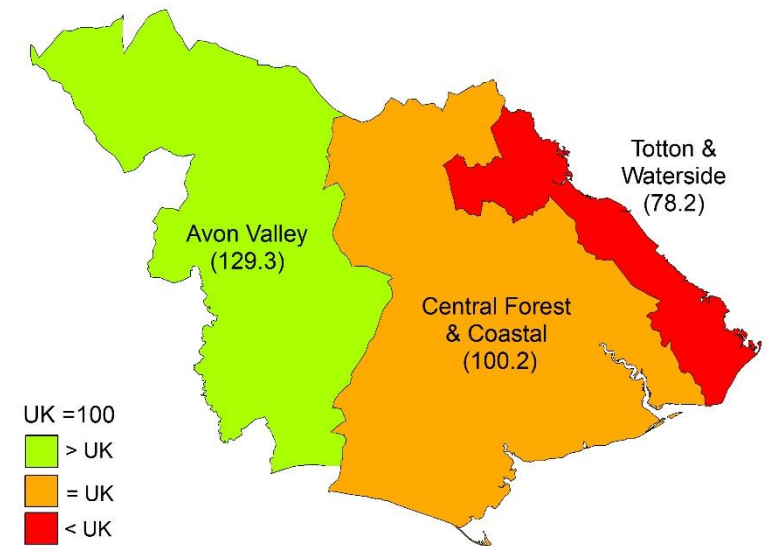 Totton &
Waterside
(78.2)
Avon Valley
(129.3)
Central Forest
& Coastal
(100.2)
UK =100
> UK
= UK
< UK